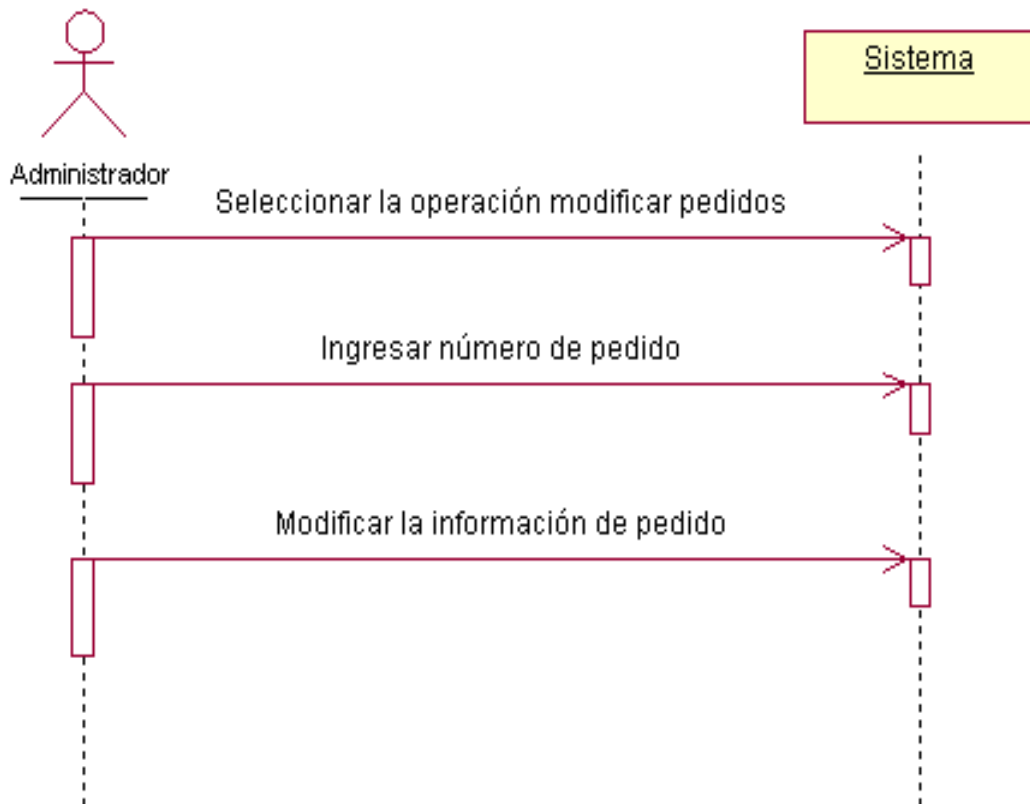 Sistema
Administrador
Seleccionar la operación modificar pedidos
Ingresar número de pedido
Modificar la información de pedido